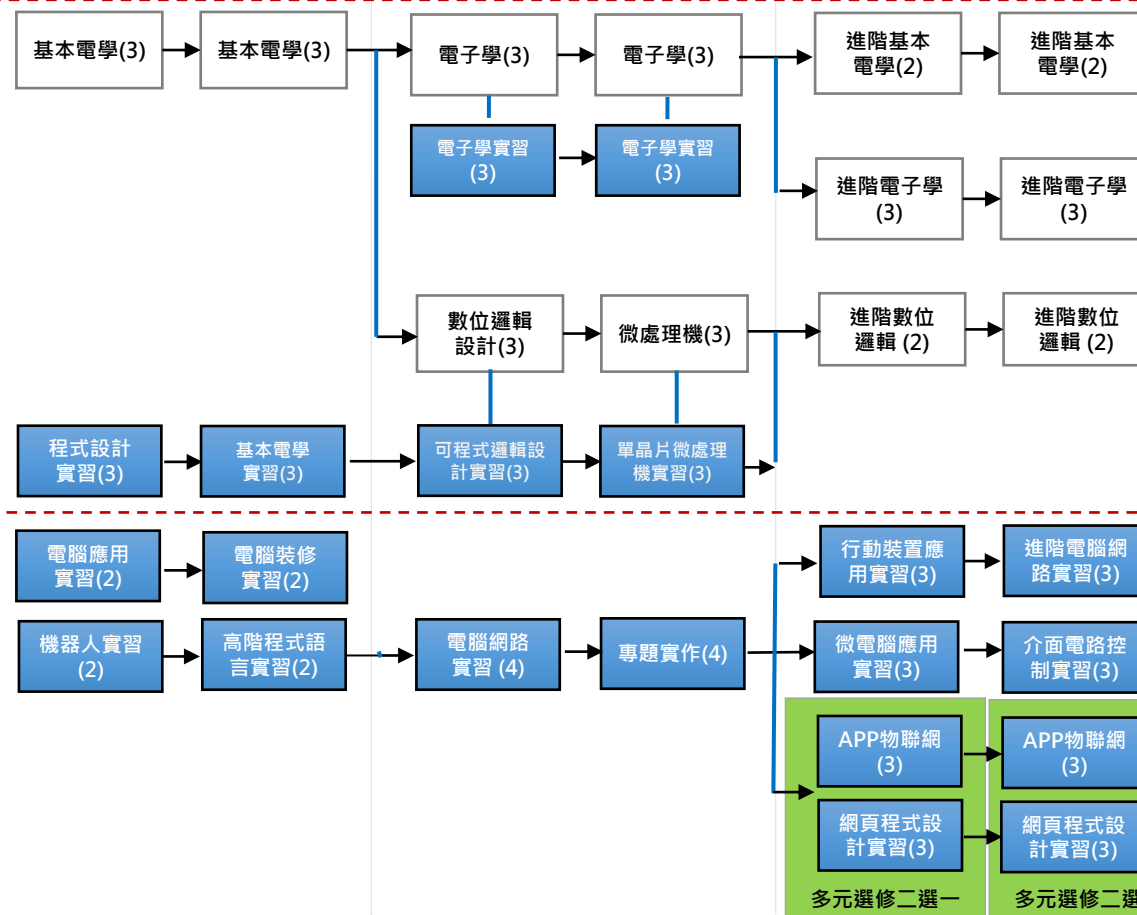 基本電學(3)
基本電學(3)
電子學(3)
電子學(3)
進階基本
電學(2)
進階基本
電學(2)
電子學實習
(3)
電子學實習
(3)
進階電子學
(3)
進階電子學
(3)
數位邏輯
設計(3)
微處理機(3)
進階數位
邏輯 (2)
進階數位
邏輯 (2)
程式設計
實習(3)
基本電學
實習(3)
可程式邏輯設
計實習(3)
單晶片微處理
機實習(3)
電腦應用
實習(2)
電腦裝修
實習(2)
行動裝置應
用實習(3)
進階電腦網
路實習(3)
機器人實習
(2)
高階程式語
言實習(2)
電腦網路
實習 (4)
專題實作(4)
微電腦應用
實習(3)
介面電路控
制實習(3)
APP物聯網
(3)
APP物聯網
(3)
網頁程式設
計實習(3)
網頁程式設
計實習(3)
多元選修二選一
多元選修二選